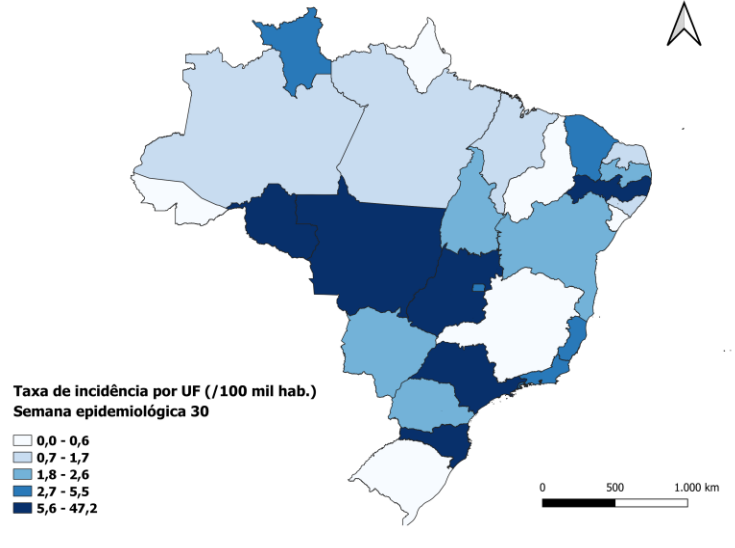 Taxa de incidência por UF (/100 mil hab.)
Semana epidemiológica 30
0,0 - 0,6
0,7 - 1,7
1,8 - 2,6
2,7 - 5,5
5,6 - 47,2
0 500 1.000 km